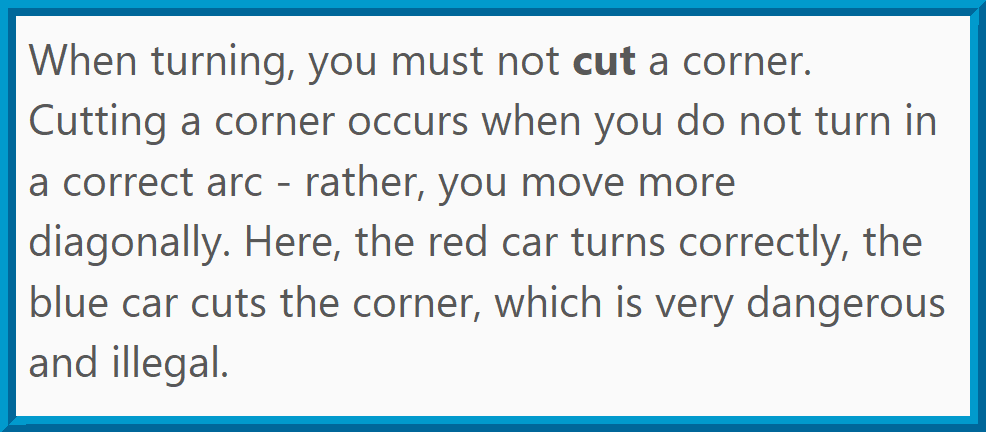 When turning, you must not cut a corner.
Cutting a corner occurs when you do not turn in
a correct arc - rather, you move more
diagonally. Here, the red car turns correctly, the
blue car cuts the corner, which is very dangerous
and illegal.